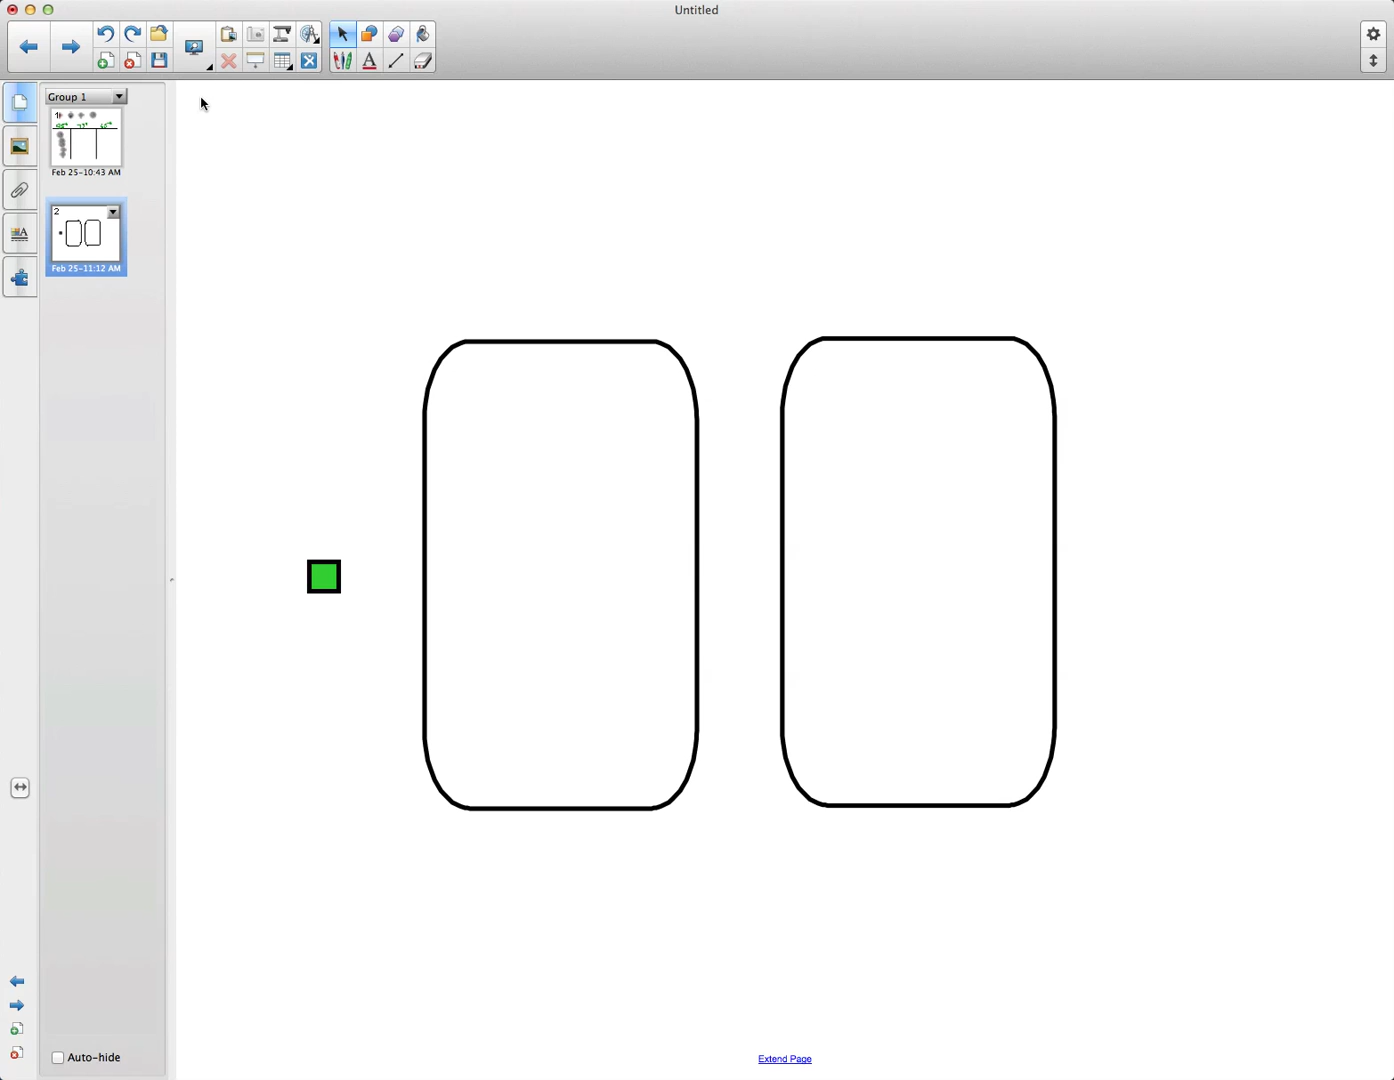 Untitled
Group 1
Feb 25-10:43 AM
2
Feb 25-11:12 AM
Auto-hide
Extend Page